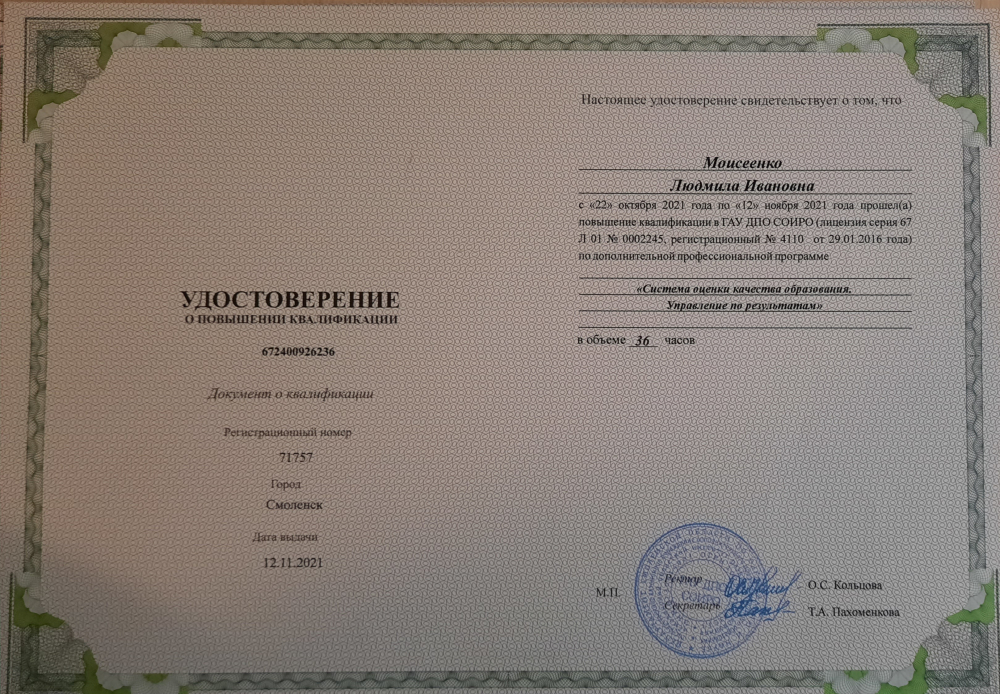 УДОСТОВЕРЕНИЕ
О ПОВЫШЕНИИ КВАЛИФИКАЦИИ
672400926236
Документ о квалификации
Регистрационный номер
71757
Город
Смоленск
Дата выдачи
12.11.2021
Настоящее удостоверение свидетельствует о том, что
Моисеенко
Людмила Ивановна
с «22» октября 2021 года по «12» ноября 2021 года прошел(а)
повышение квалификации в ГАУ ДПО СОИРО (лицензия серия 67
Л 01 № 0002245, регистрационный № 4110 от 29.01.2016 года)
по дополнительной профессиональной программе
«Система оценки качества образования.
Управление по результатам»
в объеме 36 часов
М.П.
Ректор
О.С. Кольцова
Секретарь
Т.А. Пахоменкова
ДПО
СОИРО